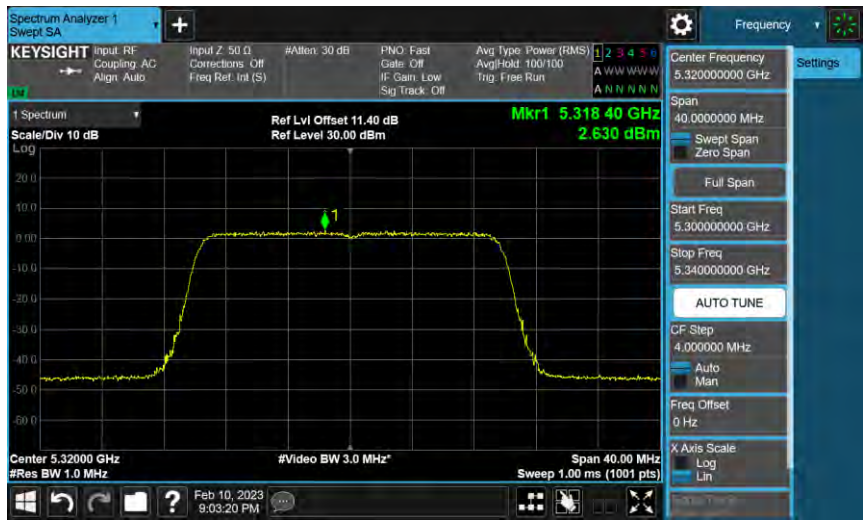 Spectrum Analyzer 1
Swept SA
+
Frequency
KEYSIGHT
Input: RF
Coupling: AC
Align: Auto
Input Z: 50 Ω
Corrections: Off
Freq Ref: Int (S)
#Atten: 30 dB
PNO: Fast
Gate: Off
IF Gain: Low
Sig Track: Off
Avg Type: Power (RMS)
Avg|Hold: 100/100
Trig: Free Run
1 2 3 4 5 6
A W W W W W
A N N N N N
1 Spectrum
Scale/Div 10 dB
Log
Ref Lvl Offset 11.40 dB
Ref Level 30.00 dBm
Mkr1 5.318 40 GHz
2.630 dBm
20.0
10.0
0.00
-10.0
-20.0
-30.0
-40.0
-50.0
-60.0
1
Center 5.32000 GHz
#Res BW 1.0 MHz
#Video BW 3.0 MHz*
Span 40.00 MHz
Sweep 1.00 ms (1001 pts)
Center Frequency
5.320000000 GHz
Settings
Span
40.0000000 MHz
Swept Span
Zero Span
Full Span
Start Freq
5.300000000 GHz
Stop Freq
5.340000000 GHz
AUTO TUNE
CF Step
4.000000 MHz
Auto
Man
Freq Offset
0 Hz
X Axis Scale
Log
Lin
?
Feb 10, 2023
9:03:20 PM